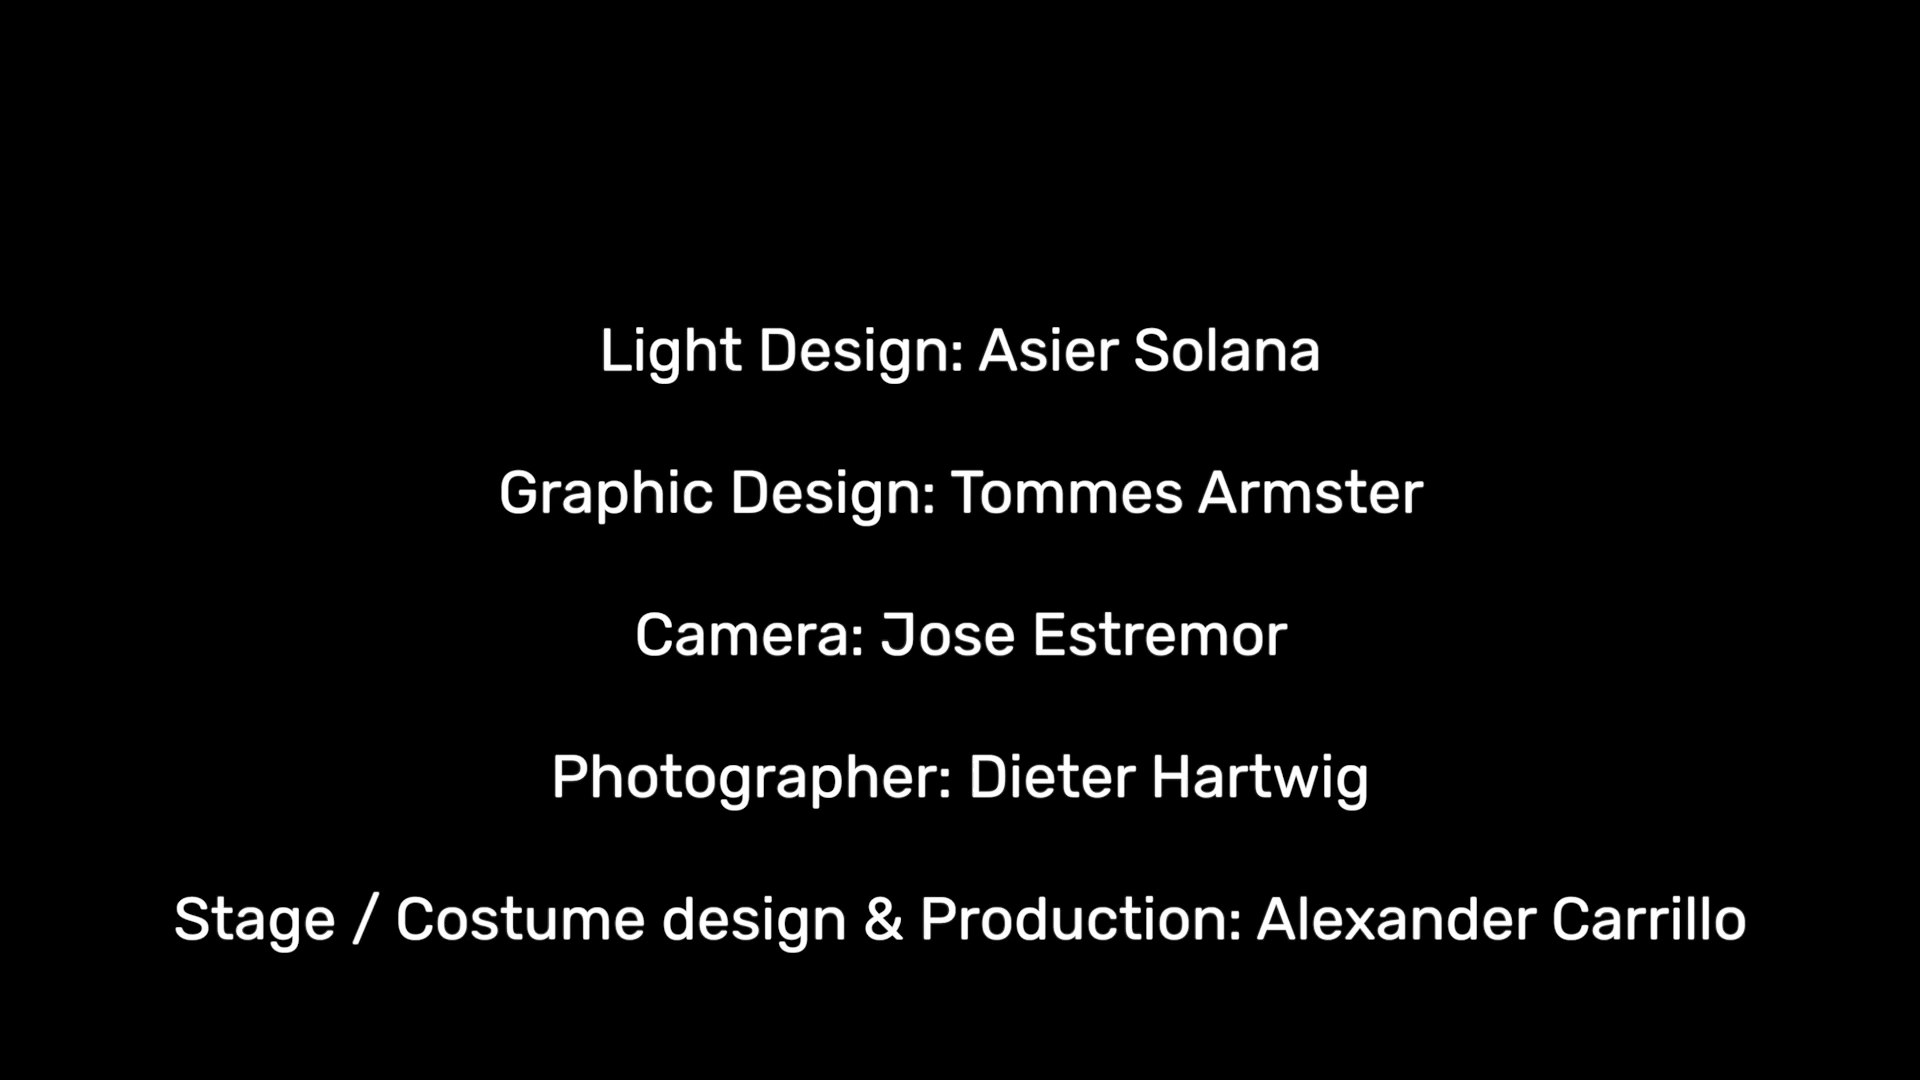 Light Design: Asier Solana
Graphic Design: Tommes Armster
Camera: Jose Estremor
Photographer: Dieter Hartwig
Stage / Costume design & Production: Alexander Carrillo